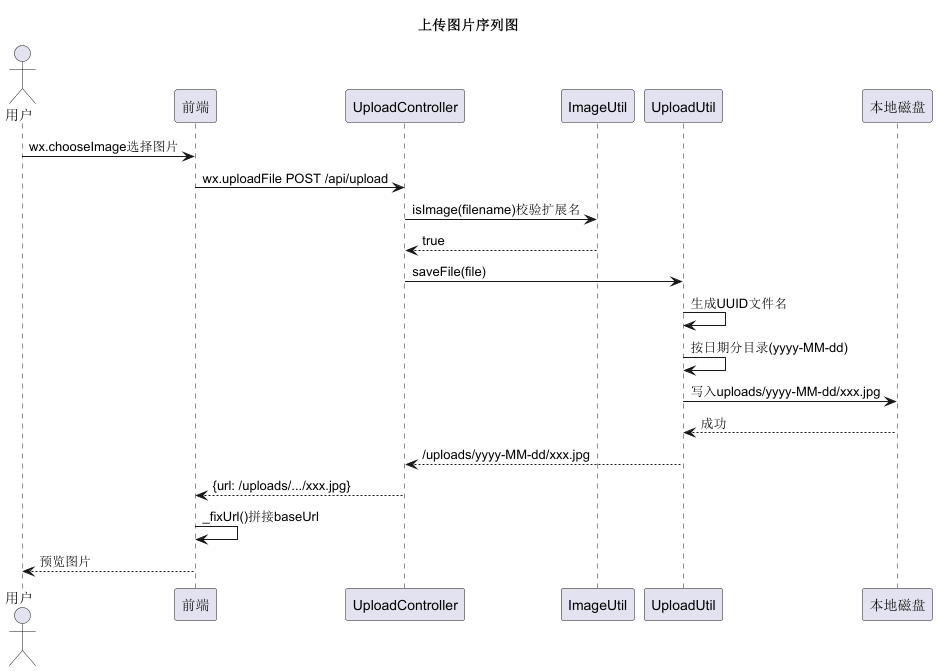 上传图片序列图
用户
前端
UploadController
ImageUtil
UploadUtil
本地磁盘
wx.chooseImage选择图片
wx.uploadFile POST /api/upload
isImage(filename)校验扩展名
true
saveFile(file)
生成UUID文件名
按日期分目录(yyyy-MM-dd)
写入uploads/yyyy-MM-dd/xxx.jpg
成功
/uploads/yyyy-MM-dd/xxx.jpg
{url: /uploads/.../xxx.jpg}
_fixUrl()拼接baseUrl
预览图片
用户
前端
UploadController
ImageUtil
UploadUtil
本地磁盘